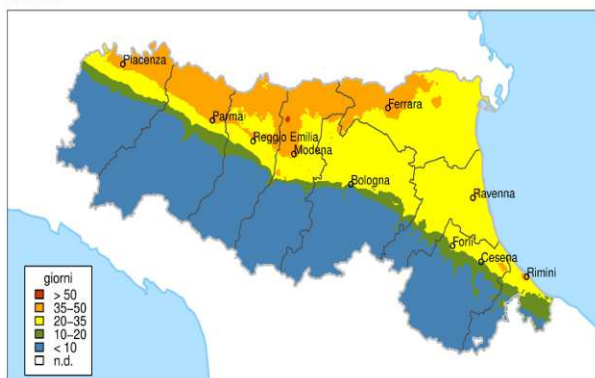 Piacenza
Parma
Reggio Emilia
Modena
Ferrara
Bologna
Ravenna
Forlì
Cesena
Rimini
giorni
> 50
35–50
20–35
10–20
< 10
n.d.